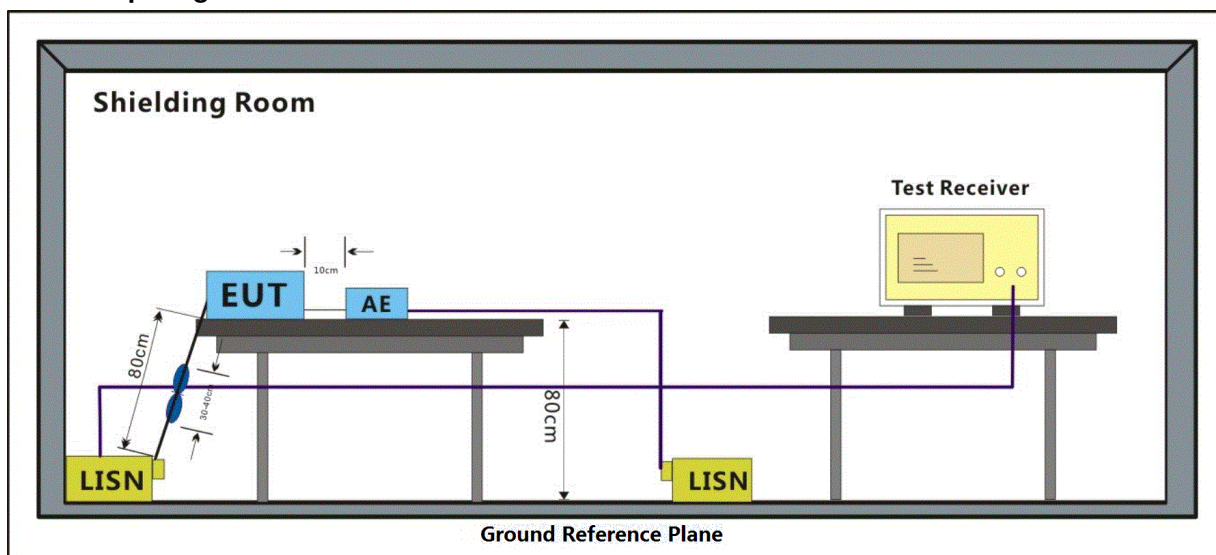 Shielding Room
Test Receiver
10cm
EUT
AE
80cm
30-40cm
80cm
LISN
LISN
Ground Reference Plane